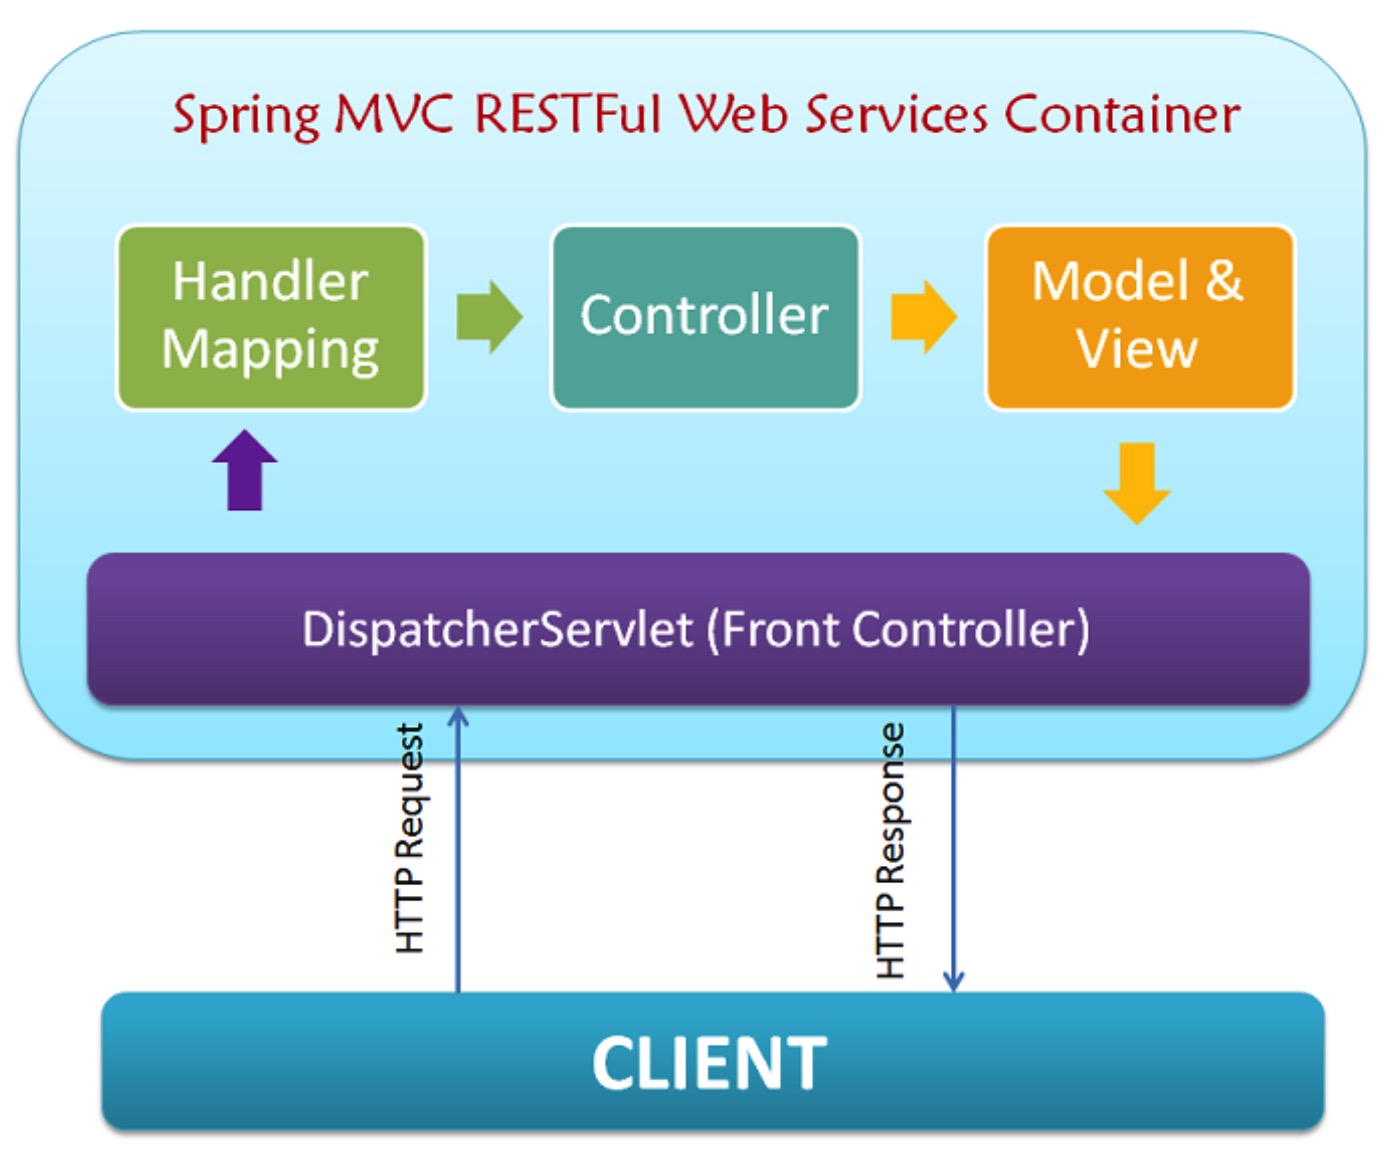 Spring MVC RESTFul Web Services Container
Handler
Mapping
Controller
Model &
View
DispatcherServlet (Front Controller)
HTTP Request
HTTP Response
CLIENT